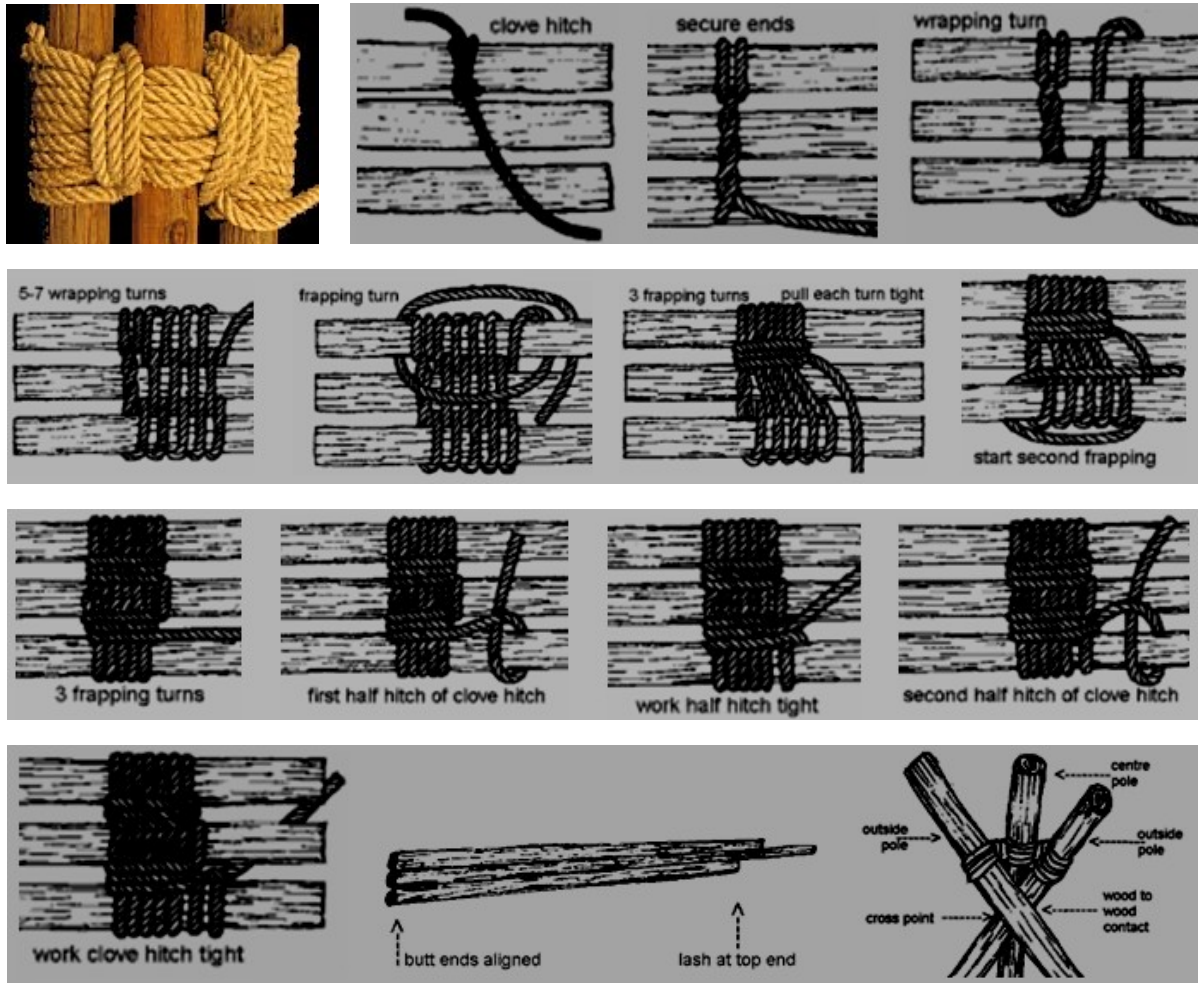 clove hitch
secure ends
wrapping turn
5-7 wrapping turns
frapping turn
3 frapping turns
pull each turn tight
start second frapping
3 frapping turns
first half hitch of clove hitch
work half hitch tight
second half hitch of clove hitch
work clove hitch tight
butt ends aligned
lash at top end
centre
pole
outside
pole
outside
pole
cross point
wood to
wood
contact